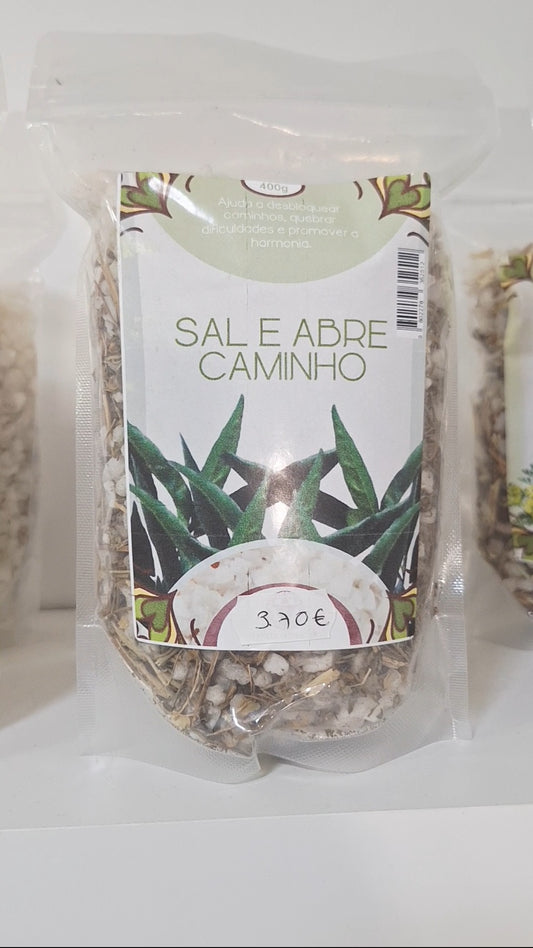 400g
Ajuda a desbloquear
caminhos, quebrar
dificuldades e promover a
harmonia.
SAL E ABRE
CAMINHO
3.70€